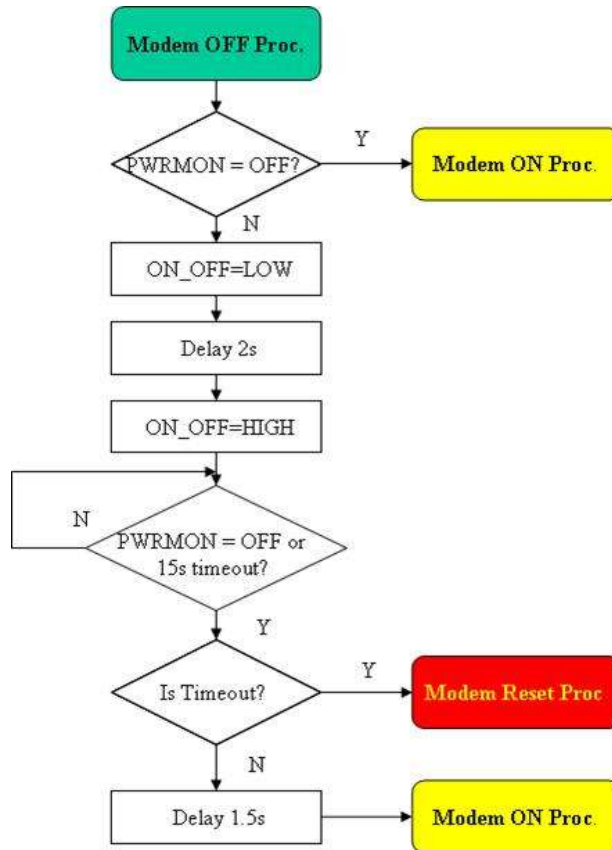 Modem OFF Proc.
PWRMON = OFF?
Y
Modem ON Proc.
N
ON_OFF=LOW
Delay 2s
ON_OFF=HIGH
N
PWRMON = OFF or
15s timeout?
Y
Is Timeout?
Y
Modem Reset Proc
N
Delay 1.5s
Modem ON Proc.